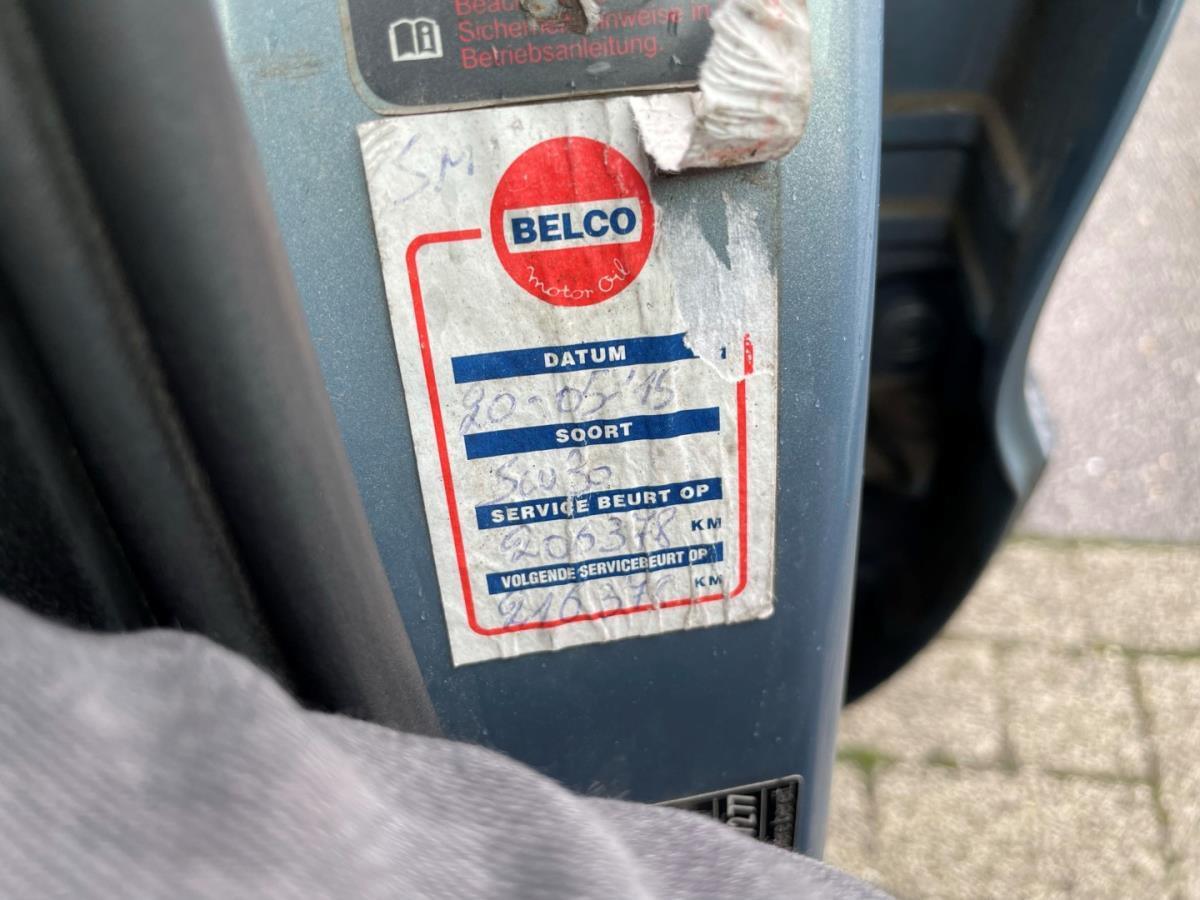 Sicherheitshinweise in
Betriebsanleitung.
S.M
BELCO
Motor Oil
DATUM
20-05-'15
SOORT
5W30
SERVICE BEURT OP
206378 KM
VOLGENDE SERVICEBEURT OP
216378 KM